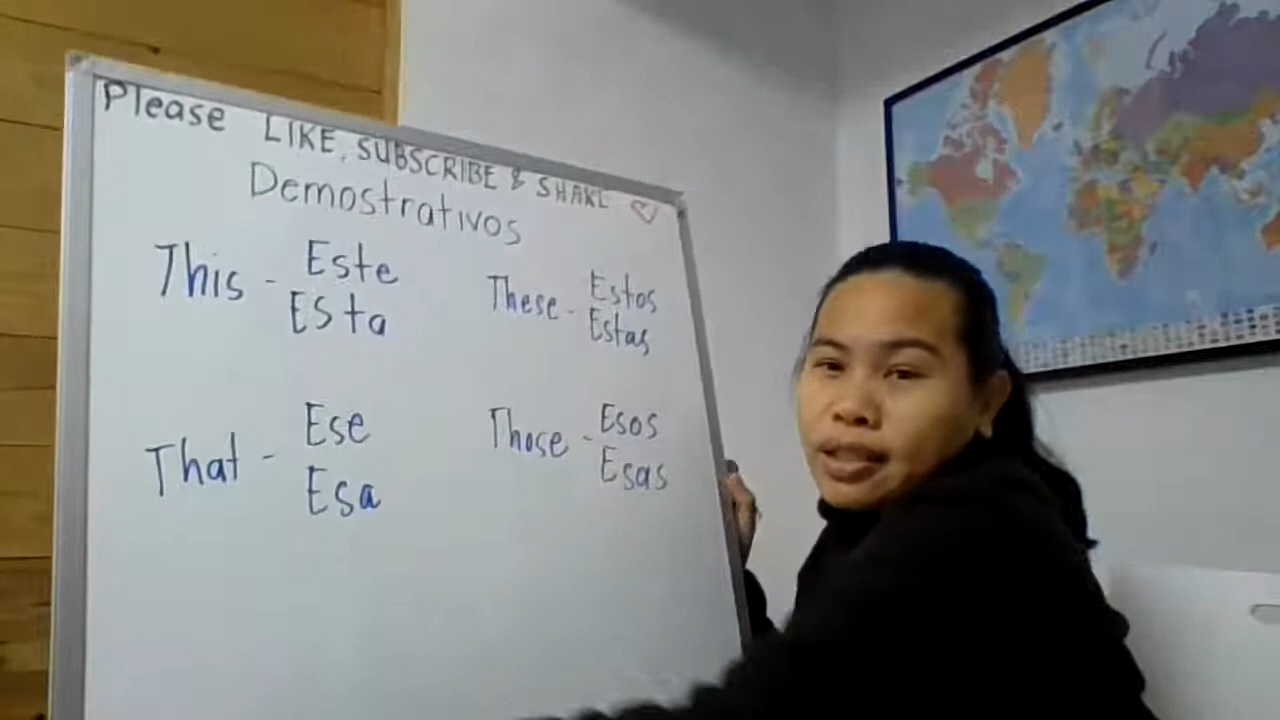 Please LIKE, SUBSCRIBE & SHARE
Demostrativos
This - Este
Esta
These - Estos
Estas
That - Ese
Esa
Those - Esos
Esas